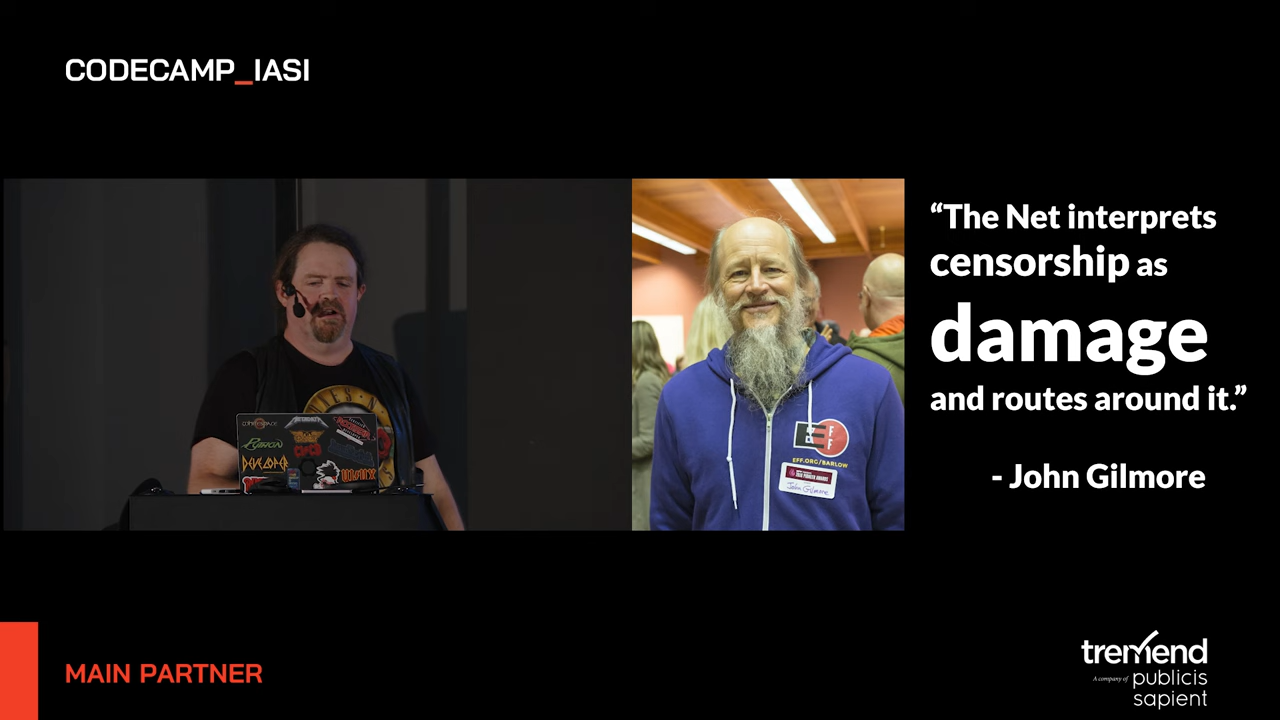 CODECAMP_IASI
“The Net interprets
censorship as
damage
and routes around it.”
- John Gilmore
EFF.ORG/BARLOW
John Gilmore
DEVELOPER
MAIN PARTNER
tremend
A company of publicis
sapient